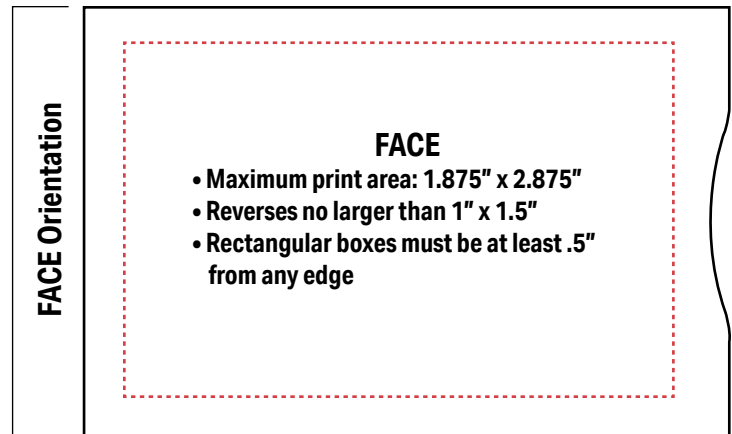 FACE Orientation
FACE
• Maximum print area: 1.875" x 2.875"
• Reverses no larger than 1" x 1.5"
• Rectangular boxes must be at least .5"
from any edge